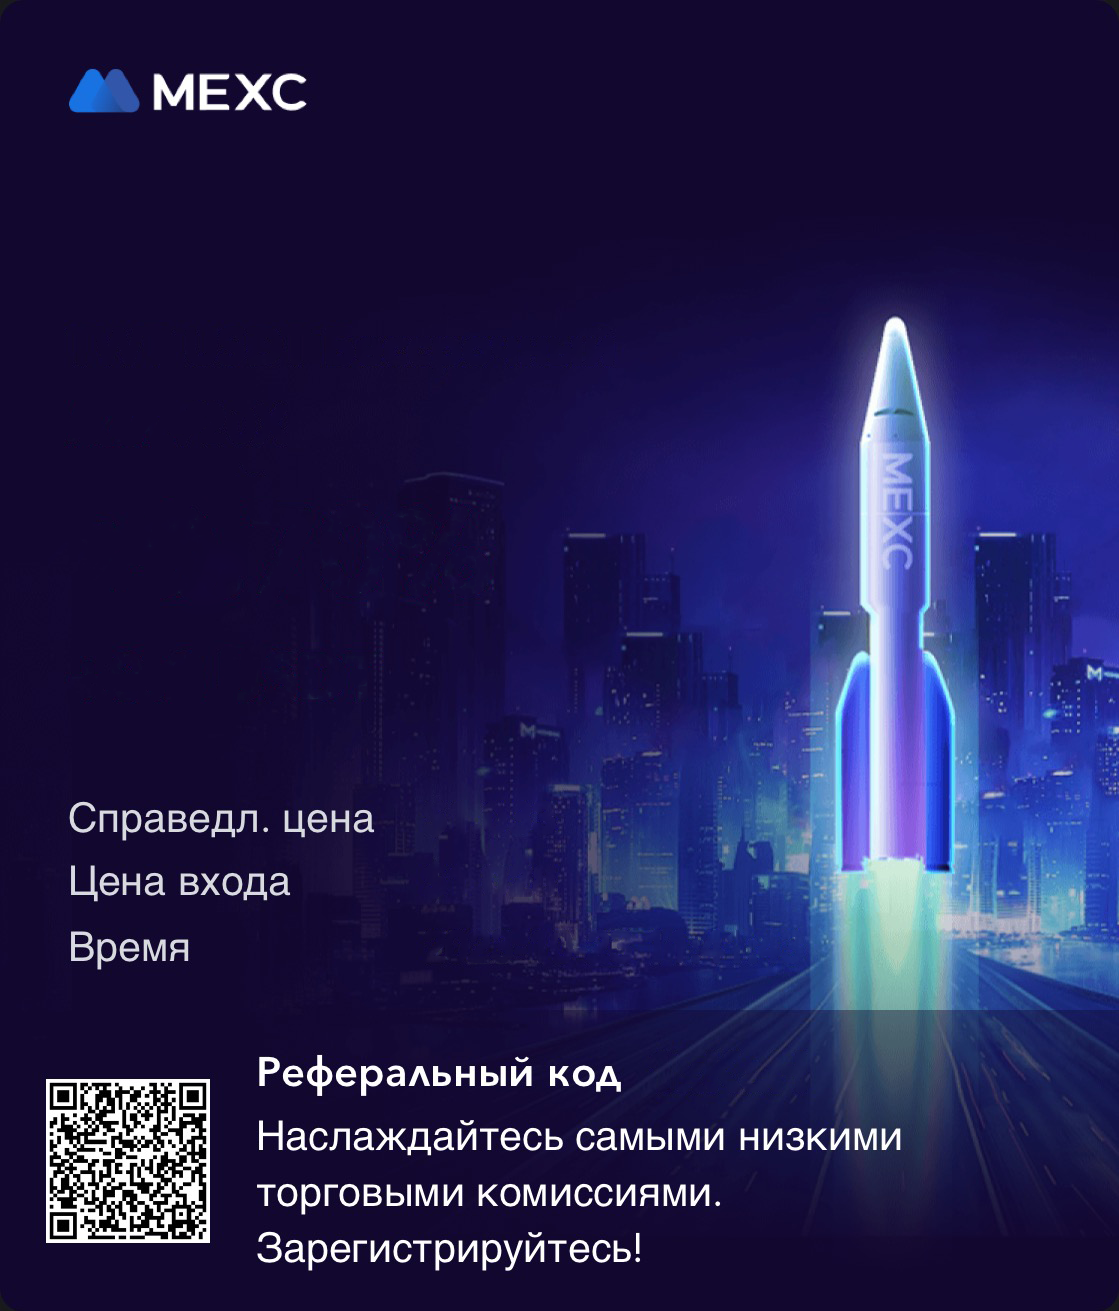 MEXC
MEXC
M
M
Справедл. цена
Цена входа
Время
Реферальный код
Наслаждайтесь самыми низкими
торговыми комиссиями.
Зарегистрируйтесь!